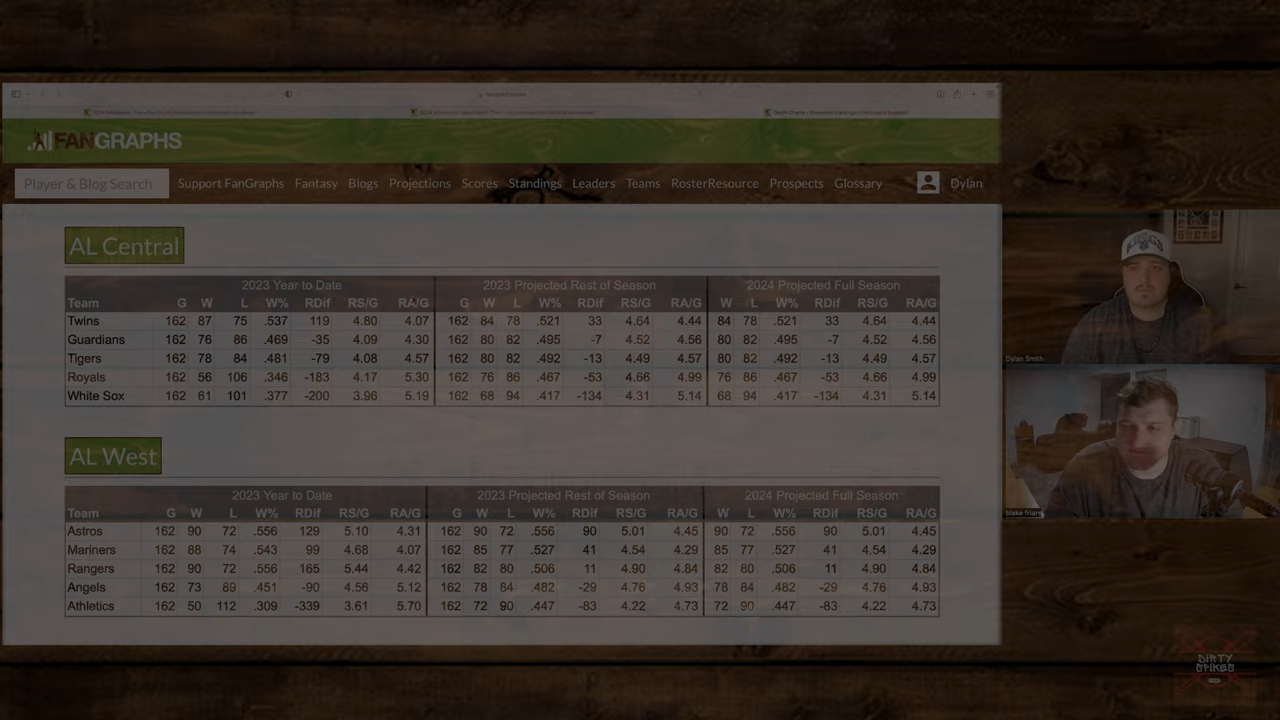 FANGRAPHS
Player & Blog Search Support FanGraphs Fantasy Blogs Projections Scores Standings Leaders Teams RosterResource Prospects Glossary Dylan
AL Central
2023 Year to Date 2023 Projected Rest of Season 2024 Projected Full Season
Team G W L W% RDif RS/G RA/G G W L W% RDif RS/G RA/G W L W% RDif RS/G RA/G
Twins 162 87 75 .537 119 4.80 4.07 162 84 78 .521 33 4.64 4.44 84 78 .521 33 4.64 4.44
Guardians 162 76 86 .469 -35 4.09 4.30 162 80 82 .495 -7 4.52 4.56 80 82 .495 -7 4.52 4.56
Tigers 162 78 84 .481 -79 4.08 4.57 162 80 82 .492 -13 4.49 4.57 80 82 .492 -13 4.49 4.57
Royals 162 56 106 .346 -183 4.17 5.30 162 76 86 .467 -53 4.66 4.99 76 86 .467 -53 4.66 4.99
White Sox 162 61 101 .377 -200 3.96 5.19 162 68 94 .417 -134 4.31 5.14 68 94 .417 -134 4.31 5.14
AL West
2023 Year to Date 2023 Projected Rest of Season 2024 Projected Full Season
Team G W L W% RDif RS/G RA/G G W L W% RDif RS/G RA/G W L W% RDif RS/G RA/G
Astros 162 90 72 .556 129 5.10 4.31 162 90 72 .556 90 5.01 4.45 90 72 .556 90 5.01 4.45
Mariners 162 88 74 .543 99 4.68 4.07 162 85 77 .527 41 4.54 4.29 85 77 .527 41 4.54 4.29
Rangers 162 90 72 .556 165 5.44 4.42 162 82 80 .506 11 4.90 4.84 82 80 .506 11 4.90 4.84
Angels 162 73 89 .451 -90 4.56 5.12 162 78 84 .482 -29 4.76 4.93 78 84 .482 -29 4.76 4.93
Athletics 162 50 112 .309 -339 3.61 5.70 162 72 90 .447 -83 4.22 4.73 72 90 .447 -83 4.22 4.73
KINGS
Dylan Smith
DIRTY
SPIKES